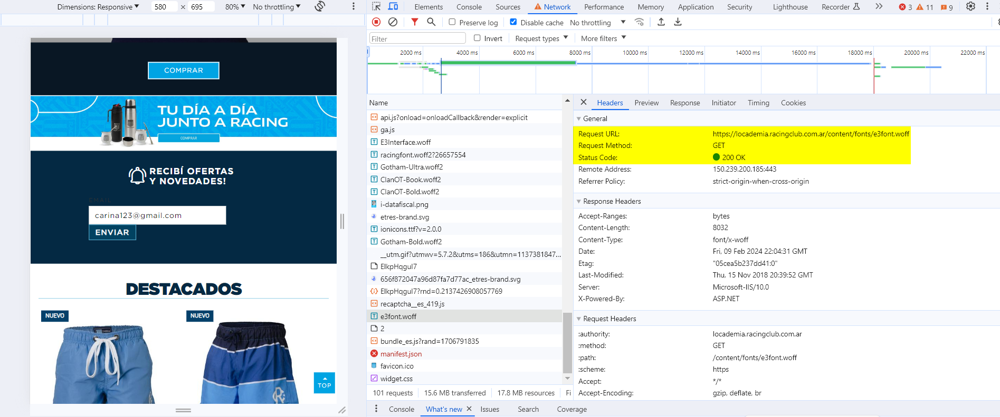 Dimensions: Responsive ▼ 580 × 695 80% ▼ No throttling ▼
COMPRAR
TU DÍA A DÍA
JUNTO A RACING
COMPRAR
RECIBÍ OFERTAS
Y NOVEDADES!
EMAIL
carina123@gmail.com
ENVIAR
DESTACADOS
NUEVO NUEVO
TOP
Elements Console Sources Network Performance Memory Application Security Lighthouse Recorder 3 11 9
Preserve log Disable cache No throttling ▼
Filter Invert Request types ▼ More filters ▼
2000 ms 4000 ms 6000 ms 8000 ms 10000 ms 12000 ms 14000 ms 16000 ms 18000 ms 20000 ms 22000 ms
Name
api.js?onload=onloadCallback&render=explicit
ga.js
E3Interface.woff
racingfont.woff2?26657554
Gotham-Ultra.woff2
ClanOT-Book.woff2
ClanOT-Bold.woff2
i-datafiscal.png
etres-brand.svg
ionicons.ttf?v=2.0.0
Gotham-Bold.woff2
__utm.gif?utmwv=5.7.2&utms=186&utmn=1137381847...
ElkpHqgul7
656f872047a96d87fa7d77ac_etres-brand.svg
ElkpHqgul7?rnd=0.2137426908057769
recaptcha__es_419.js
e3font.woff
2
bundle_es.js?rand=1706791835
manifest.json
favicon.ico
widget.css
101 requests 15.6 MB transferred 17.8 MB resources Fi
Headers Preview Response Initiator Timing Cookies
General
Request URL: https://locademia.racingclub.com.ar/content/fonts/e3font.woff
Request Method: GET
Status Code: 200 OK
Remote Address: 150.239.200.185:443
Referrer Policy: strict-origin-when-cross-origin
Response Headers
Accept-Ranges: bytes
Content-Length: 8032
Content-Type: font/x-woff
Date: Fri, 09 Feb 2024 22:04:31 GMT
Etag: "05cea5b237dd41:0"
Last-Modified: Thu, 15 Nov 2018 20:39:52 GMT
Server: Microsoft-IIS/10.0
X-Powered-By: ASP.NET
Request Headers
:authority: locademia.racingclub.com.ar
:method: GET
:path: /content/fonts/e3font.woff
:scheme: https
Accept: */*
Accept-Encoding: gzip, deflate, br
Console What's new Issues Search Coverage